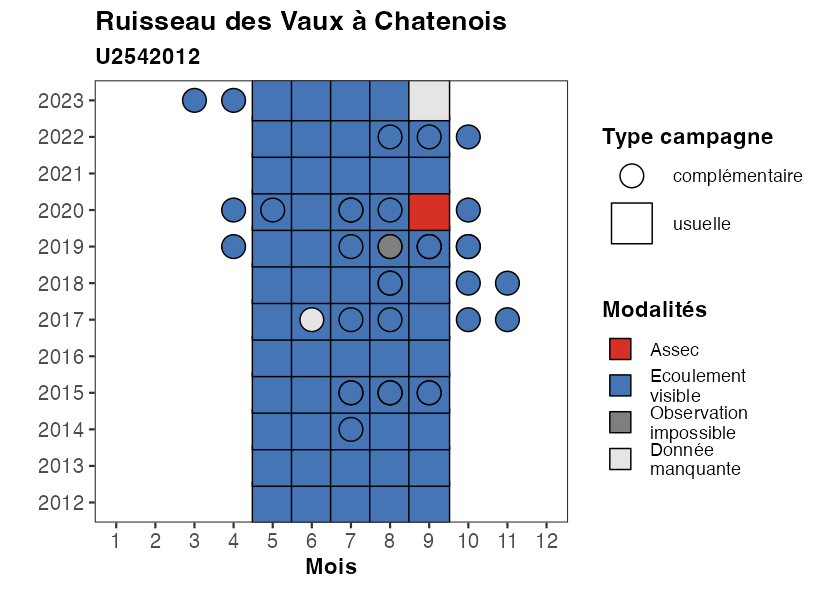 Ruisseau des Vaux à Chatenois
U2542012
2023
2022
2021
2020
2019
2018
2017
2016
2015
2014
2013
2012
1 2 3 4 5 6 7 8 9 10 11 12
Mois
Type campagne
complémentaire
usuelle
Modalités
Assec
Ecoulement
visible
Observation
impossible
Donnée
manquante